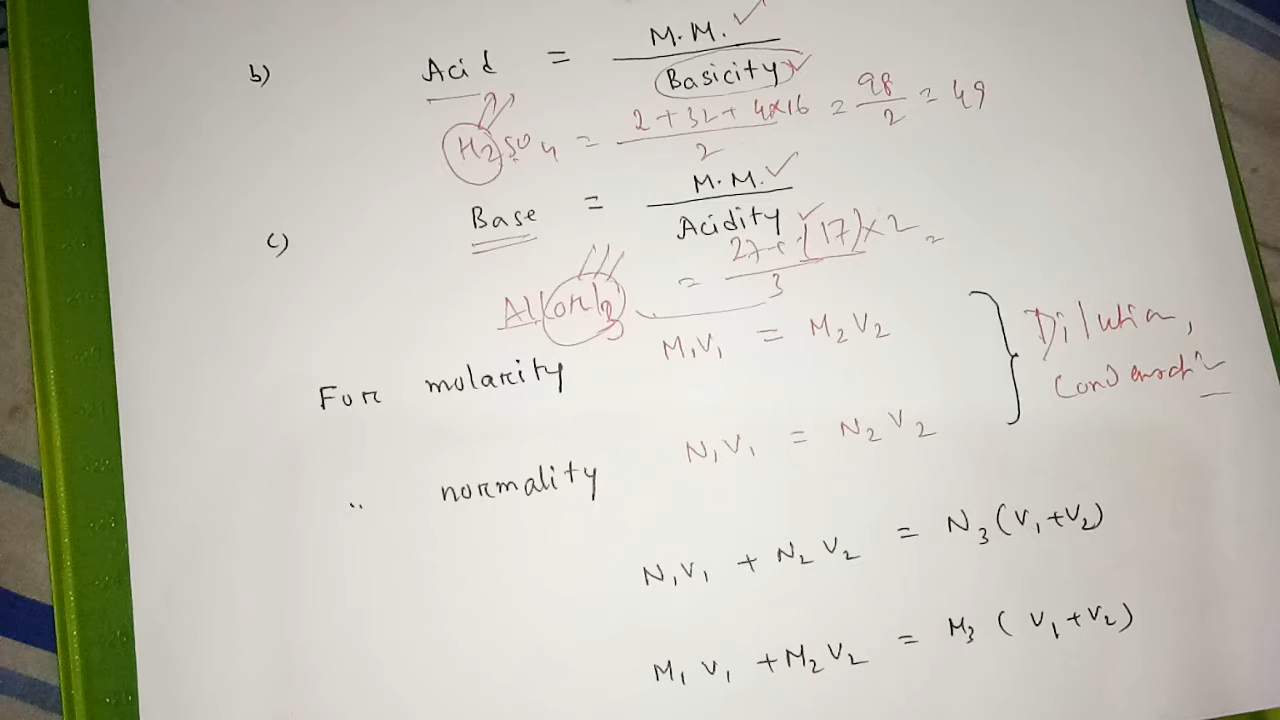 b) Acid = M.M. / Basicity
H2SO4 = 2 + 32 + 4×16 / 2 = 98 / 2 = 49
c) Base = M.M. / Acidity
Al(OH)3 = 27 + (17)×2 / 3 =
For molarity M1V1 = M2V2
Dilution,
" normality N1V1 = N2V2
N1V1 + N2V2 = N3(V1+V2)
M1V1 + M2V2 = M3 (V1+V2)